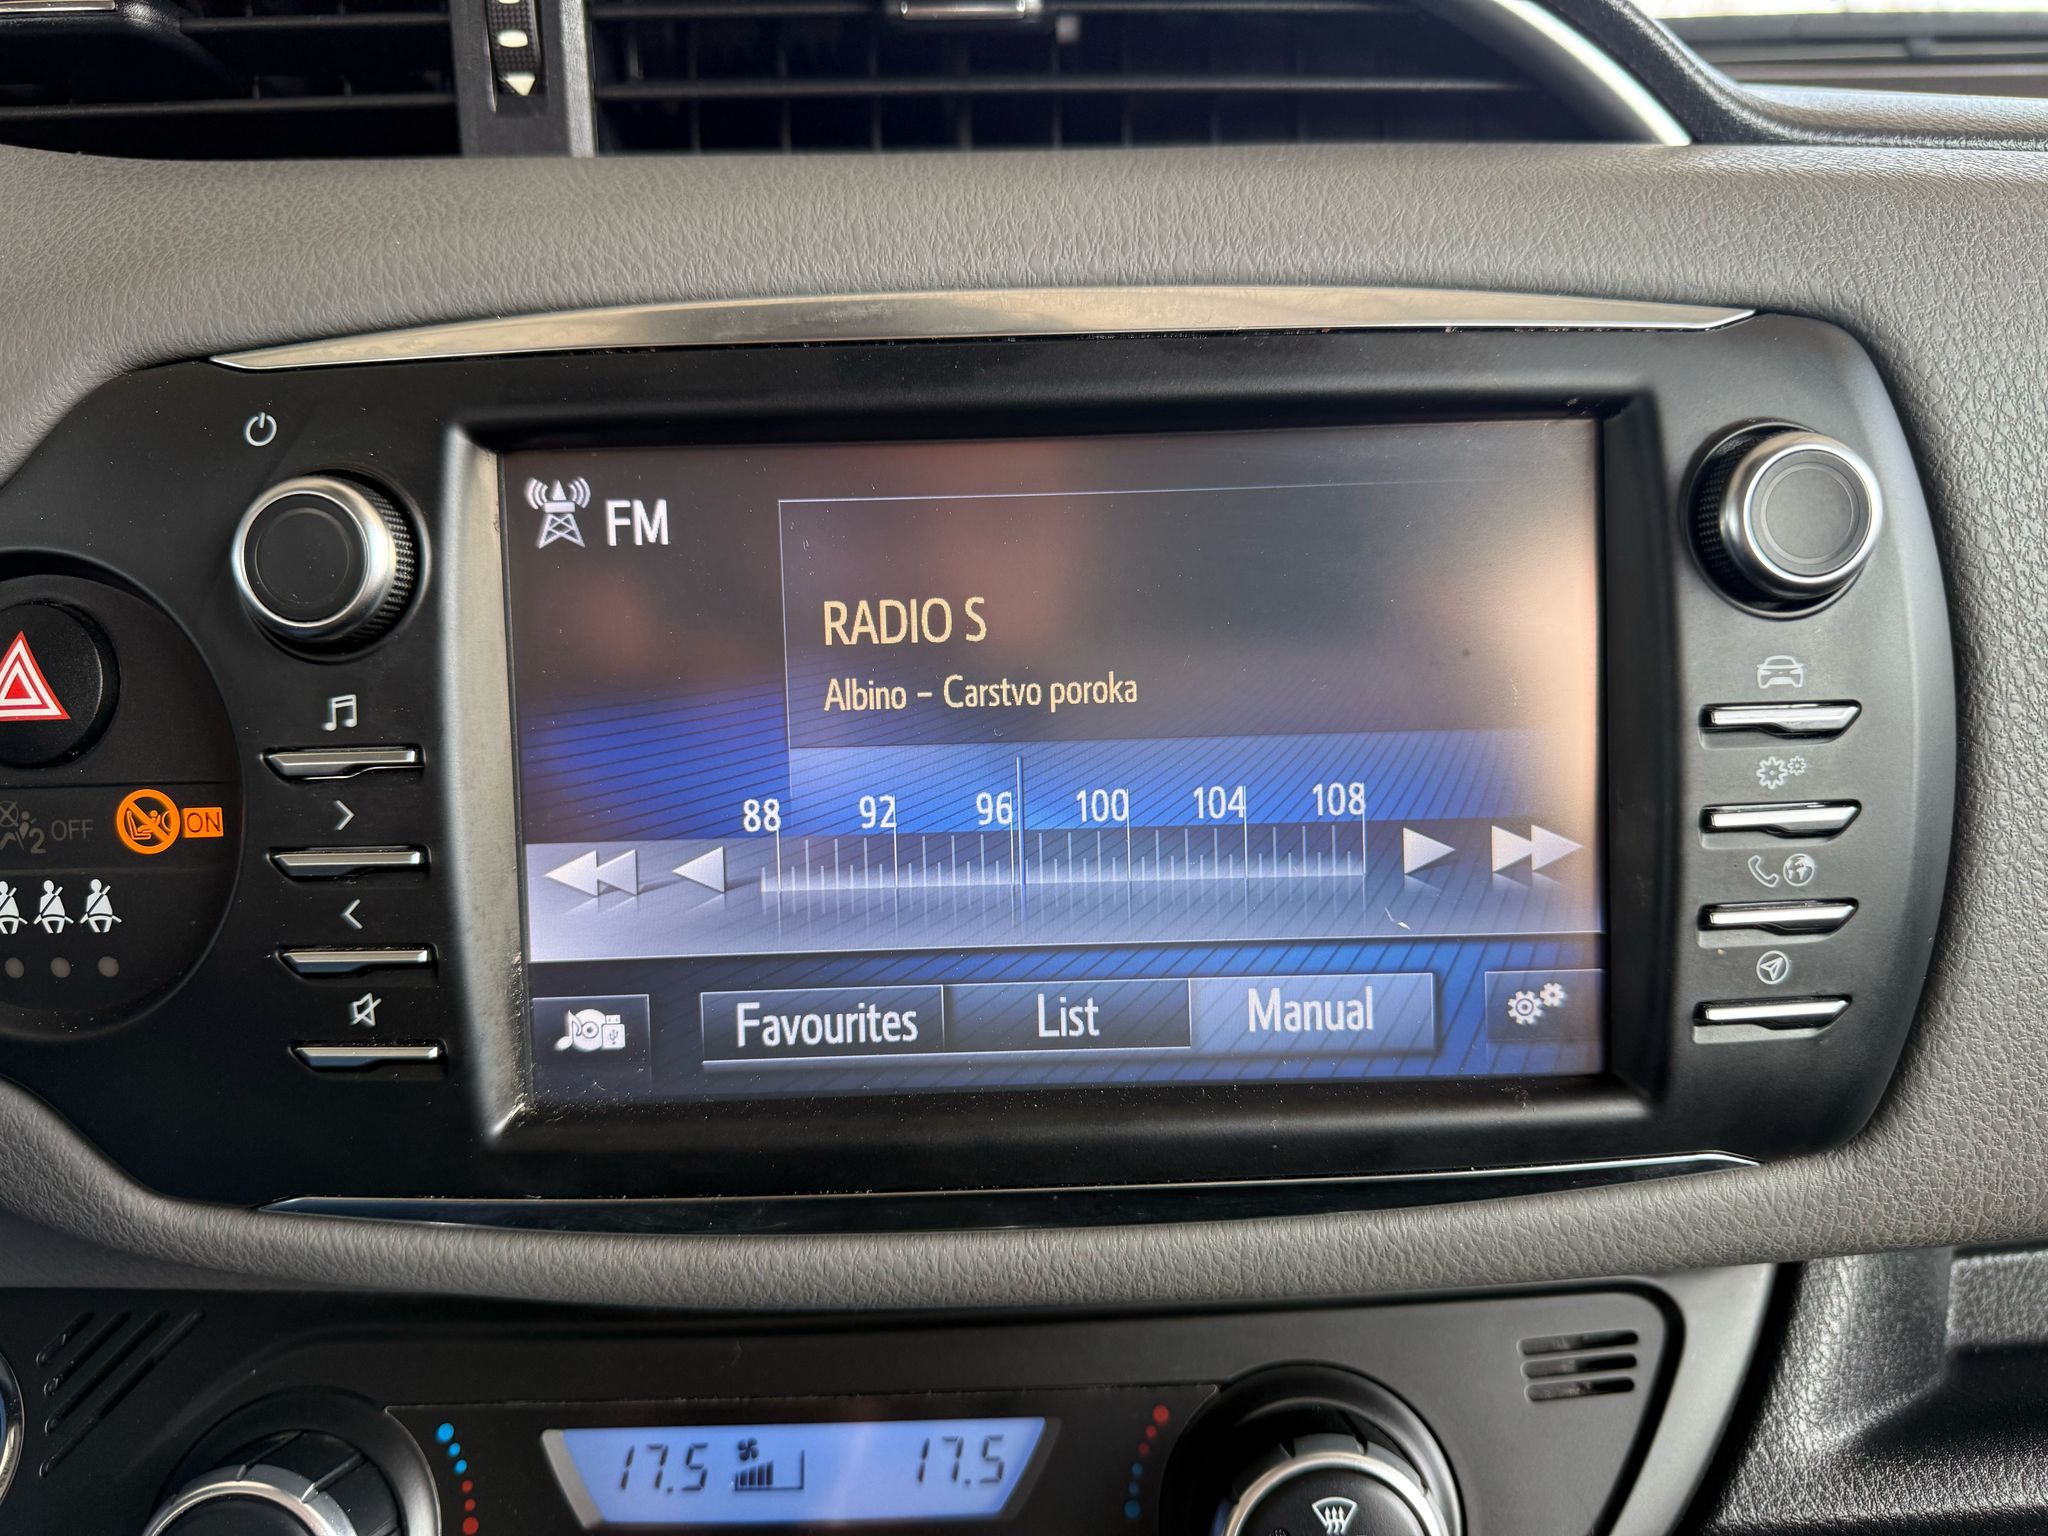 FM
RADIO S
Albino – Carstvo poroka
88 92 96 100 104 108
2 OFF
ON
Favourites List Manual
17.5 17.5